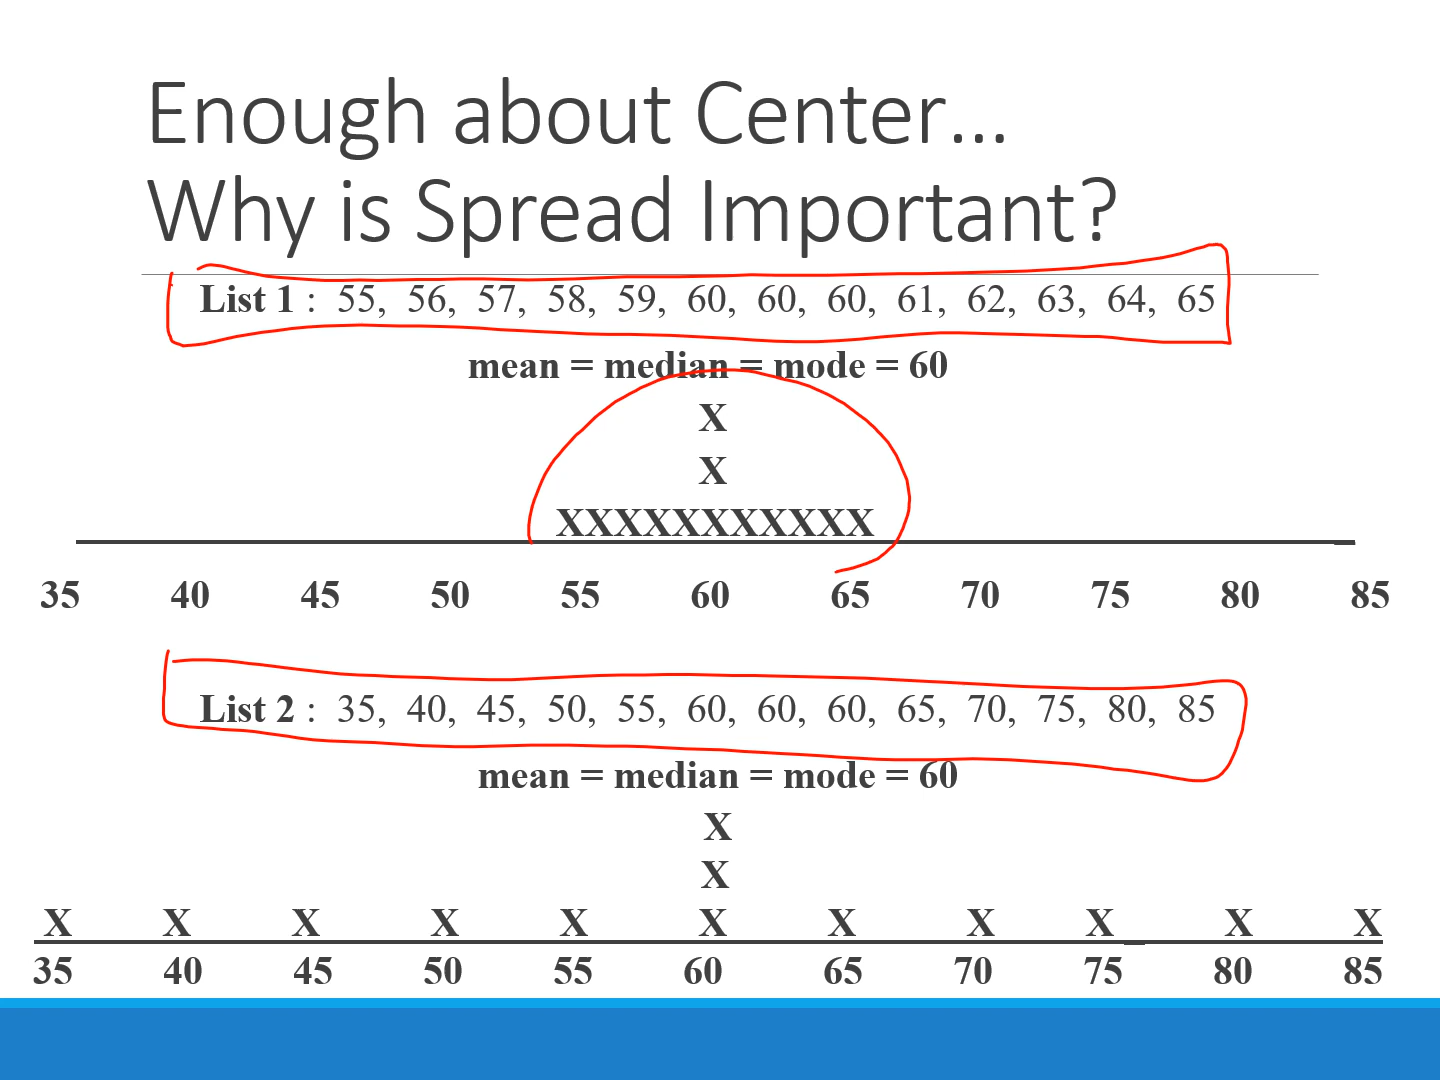 Enough about Center...
Why is Spread Important?
List 1 : 55, 56, 57, 58, 59, 60, 60, 60, 61, 62, 63, 64, 65
mean = median = mode = 60
X
X
XXXXXXXXXXX
35 40 45 50 55 60 65 70 75 80 85
List 2 : 35, 40, 45, 50, 55, 60, 60, 60, 65, 70, 75, 80, 85
mean = median = mode = 60
X
X
X X X X X X X X X X X
35 40 45 50 55 60 65 70 75 80 85